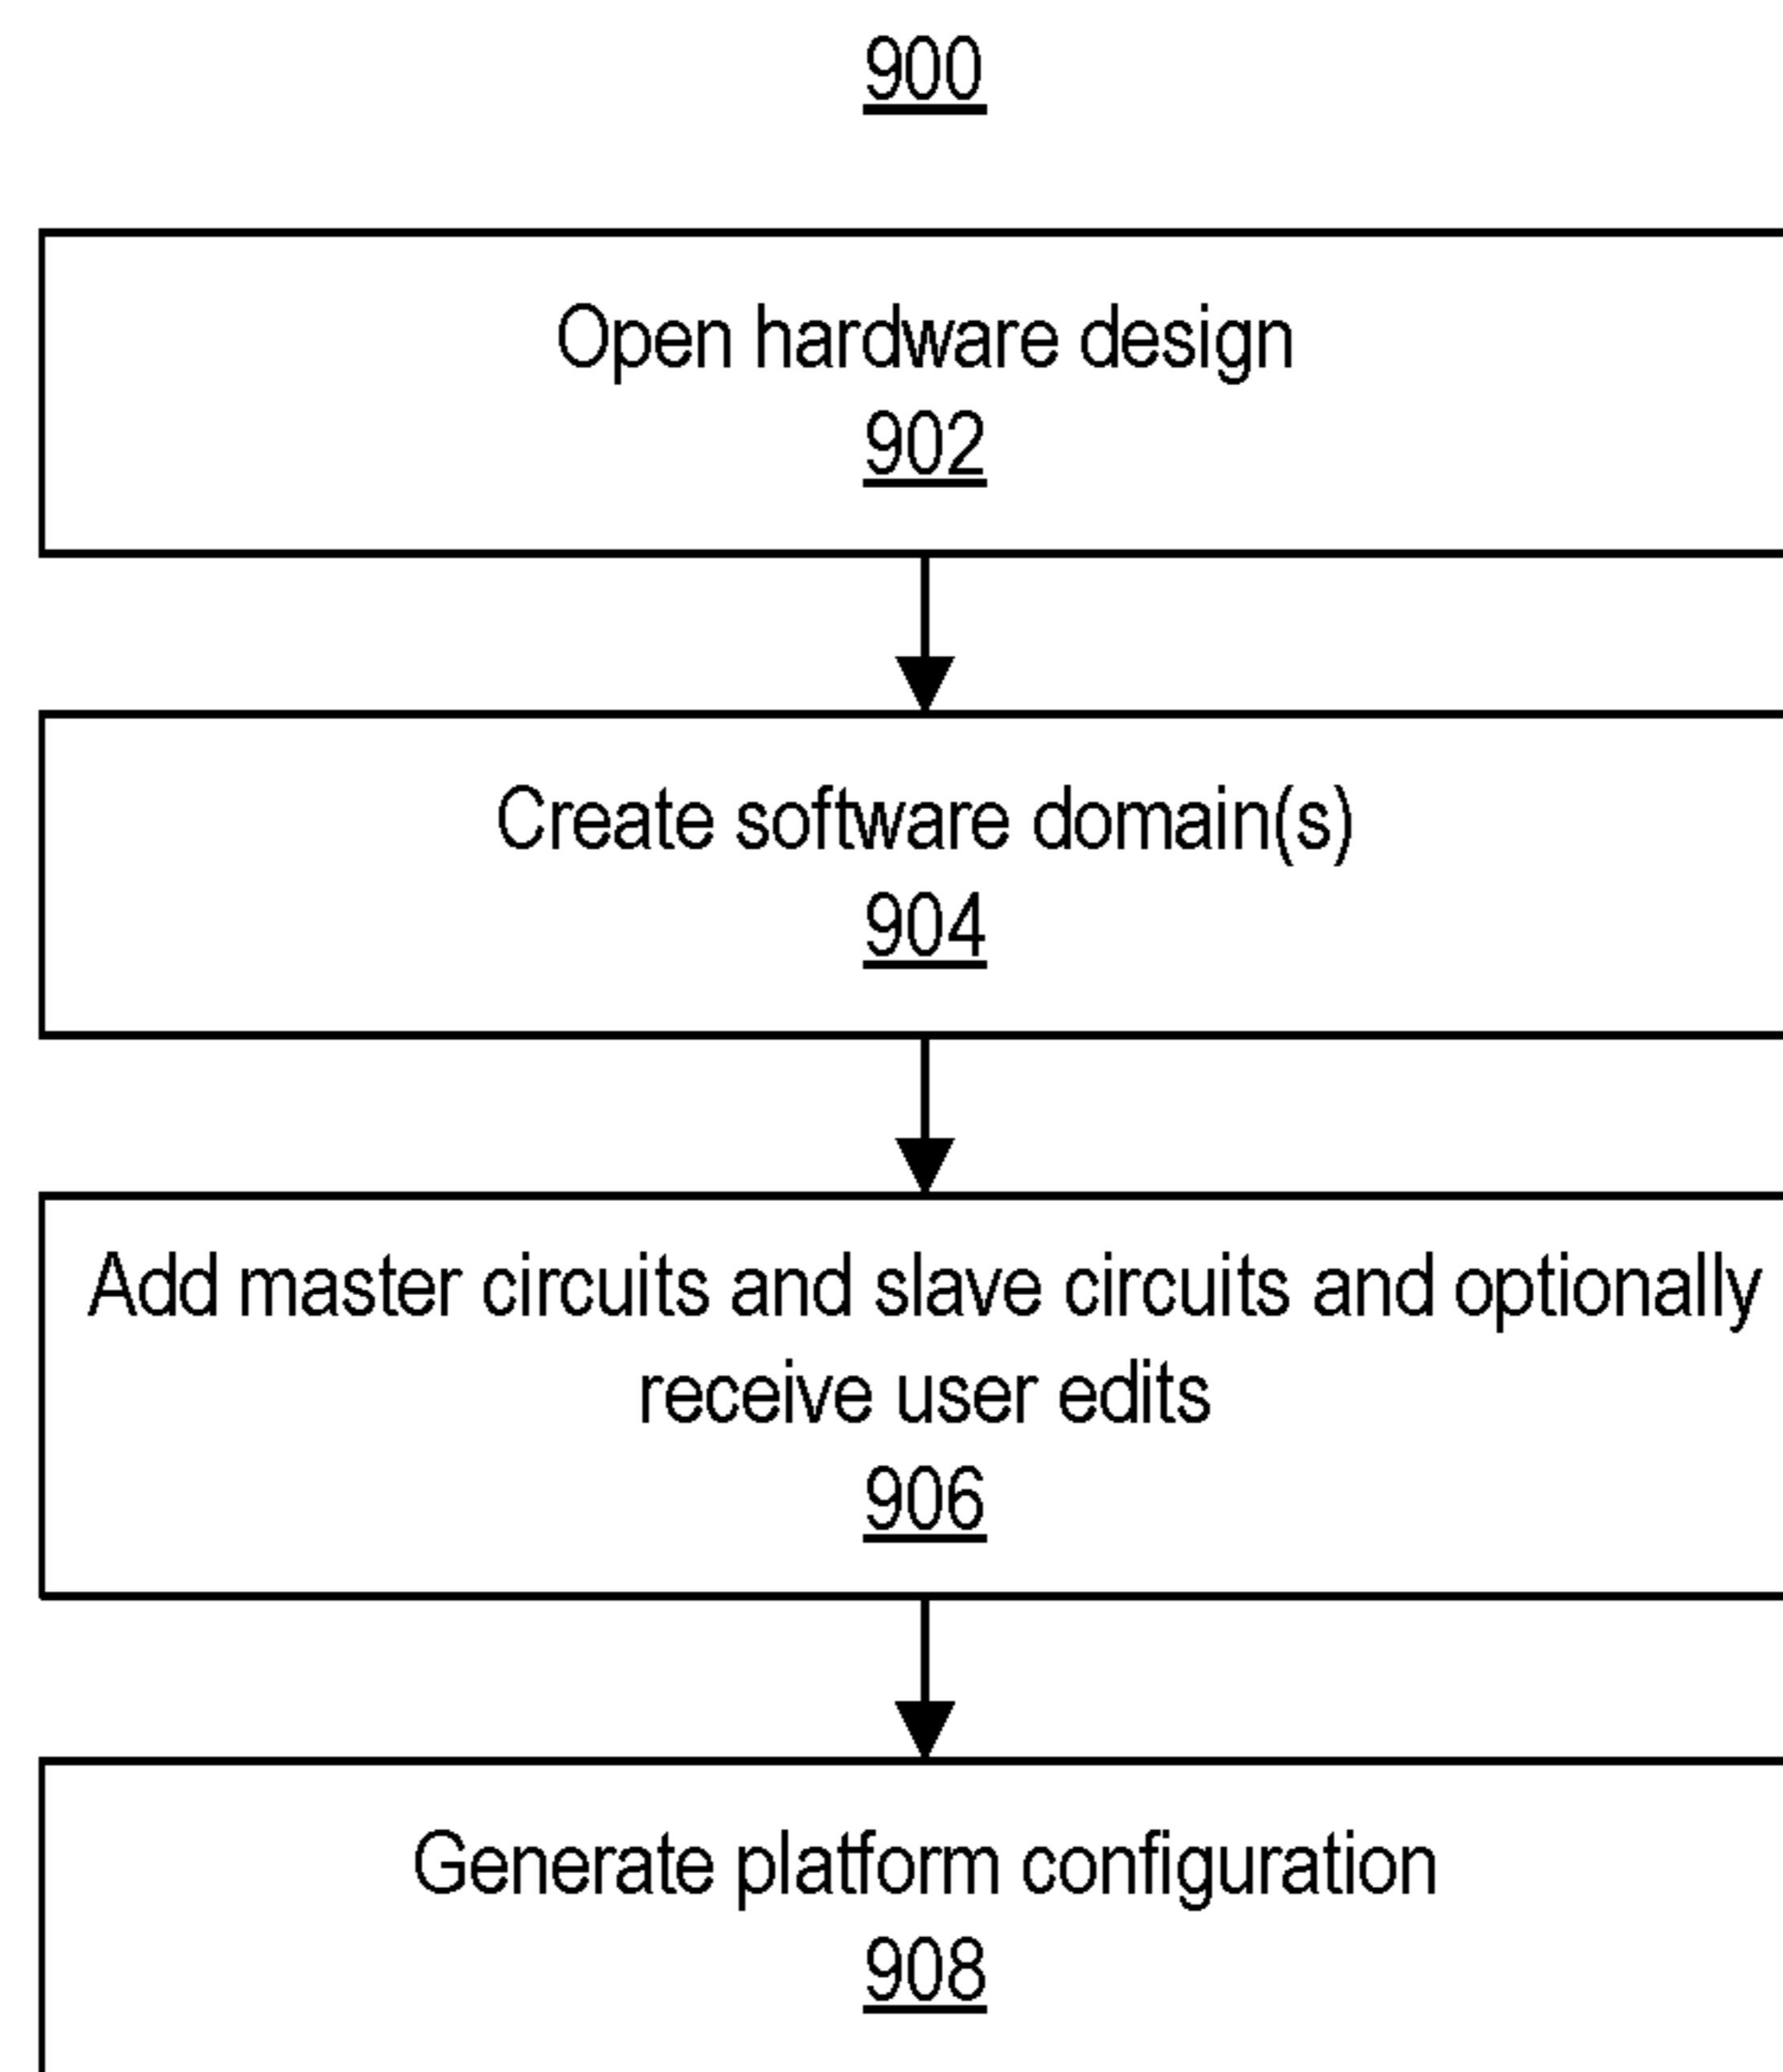 900
Open hardware design
902
Create software domain(s)
904
Add master circuits and slave circuits and optionally
receive user edits
906
Generate platform configuration
908